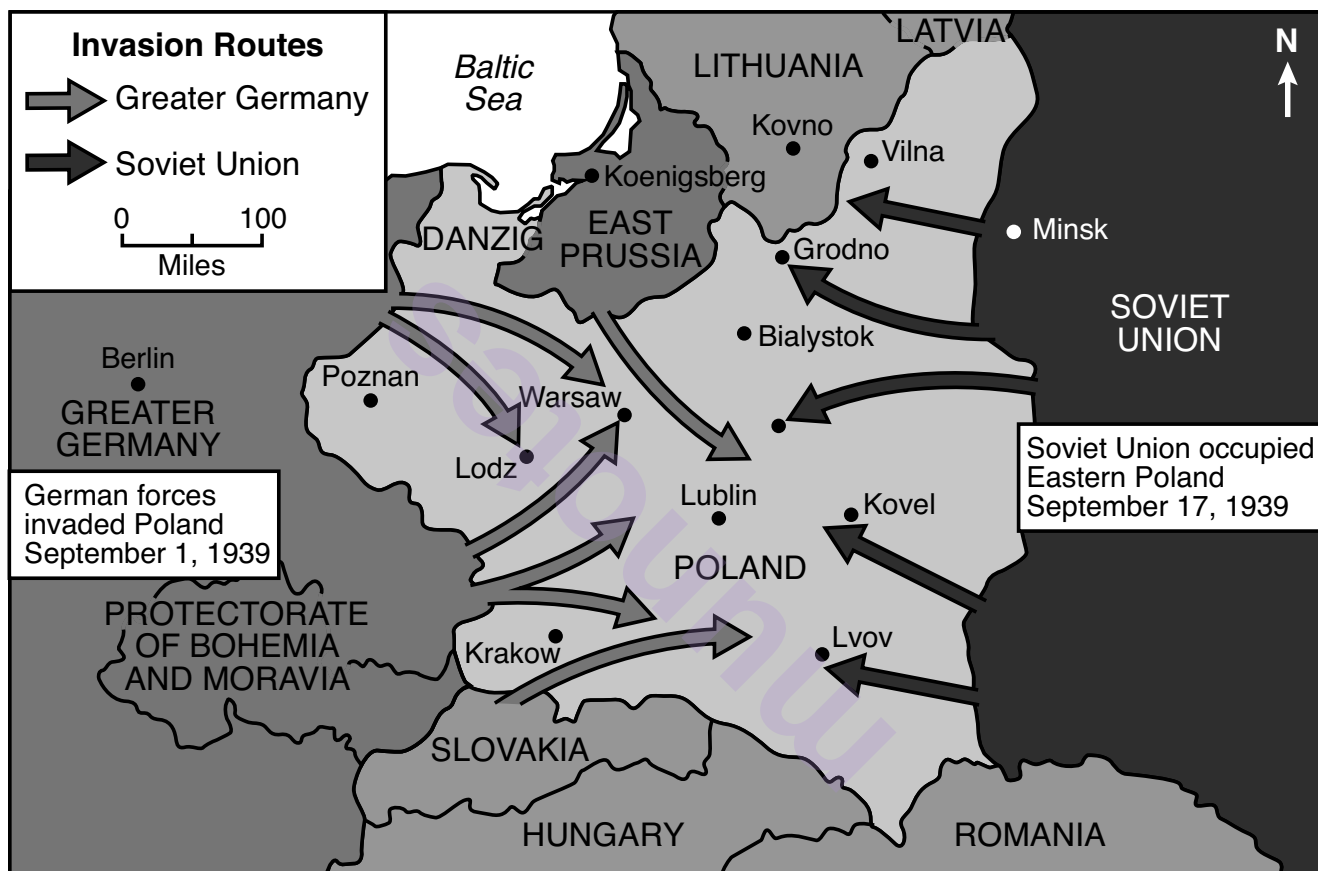 Invasion Routes
Greater Germany
Soviet Union
0 100
Miles
Baltic
Sea
LATVIA
LITHUANIA
N
Kovno
Vilna
Koenigsberg
Minsk
DANZIG
EAST
PRUSSIA
Grodno
SOVIET
UNION
Bialystok
Berlin
Poznan
Warsaw
GREATER
GERMANY
Lodz
Soviet Union occupied
Eastern Poland
September 17, 1939
German forces
invaded Poland
September 1, 1939
Lublin
Kovel
POLAND
PROTECTORATE
OF BOHEMIA
AND MORAVIA
Krakow
Lvov
SLOVAKIA
HUNGARY
ROMANIA
munotes